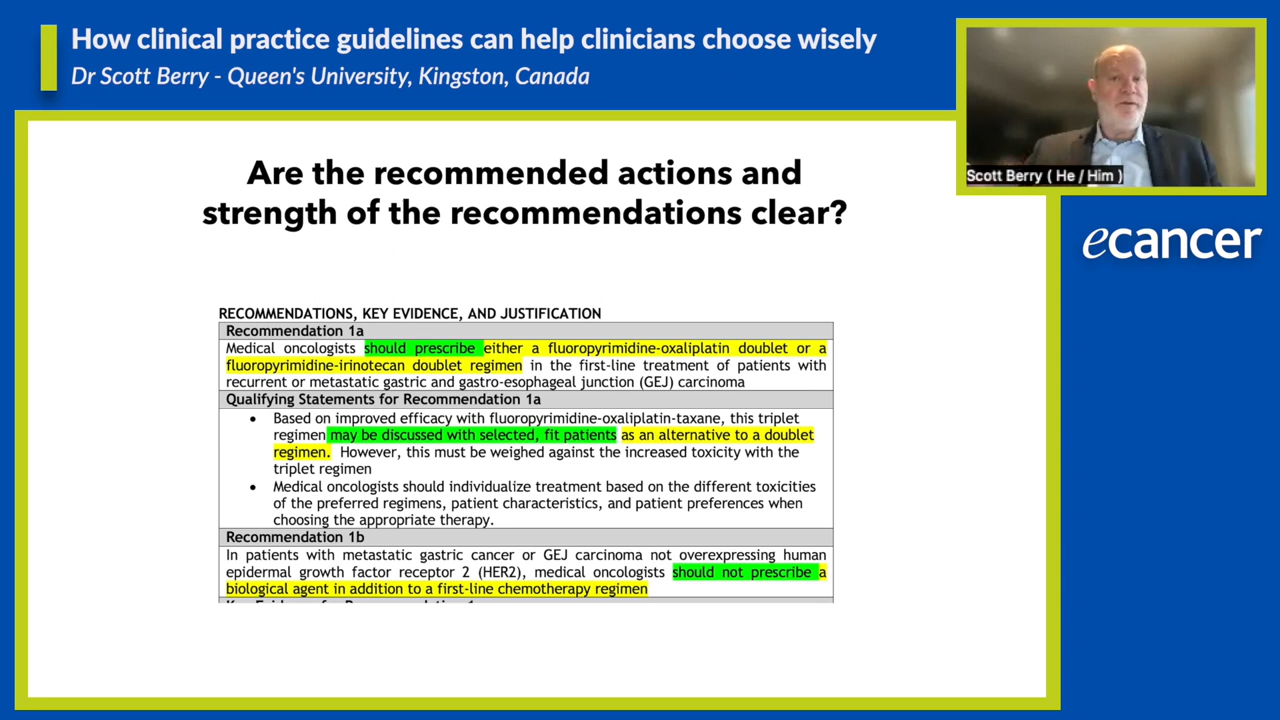 How clinical practice guidelines can help clinicians choose wisely
Dr Scott Berry - Queen's University, Kingston, Canada
Scott Berry ( He / Him )
ecancer
Are the recommended actions and
strength of the recommendations clear?
RECOMMENDATIONS, KEY EVIDENCE, AND JUSTIFICATION
Recommendation 1a
Medical oncologists should prescribe either a fluoropyrimidine-oxaliplatin doublet or a
fluoropyrimidine-irinotecan doublet regimen in the first-line treatment of patients with
recurrent or metastatic gastric and gastro-esophageal junction (GEJ) carcinoma
Qualifying Statements for Recommendation 1a
• Based on improved efficacy with fluoropyrimidine-oxaliplatin-taxane, this triplet
regimen may be discussed with selected, fit patients as an alternative to a doublet
regimen. However, this must be weighed against the increased toxicity with the
triplet regimen
• Medical oncologists should individualize treatment based on the different toxicities
of the preferred regimens, patient characteristics, and patient preferences when
choosing the appropriate therapy.
Recommendation 1b
In patients with metastatic gastric cancer or GEJ carcinoma not overexpressing human
epidermal growth factor receptor 2 (HER2), medical oncologists should not prescribe a
biological agent in addition to a first-line chemotherapy regimen